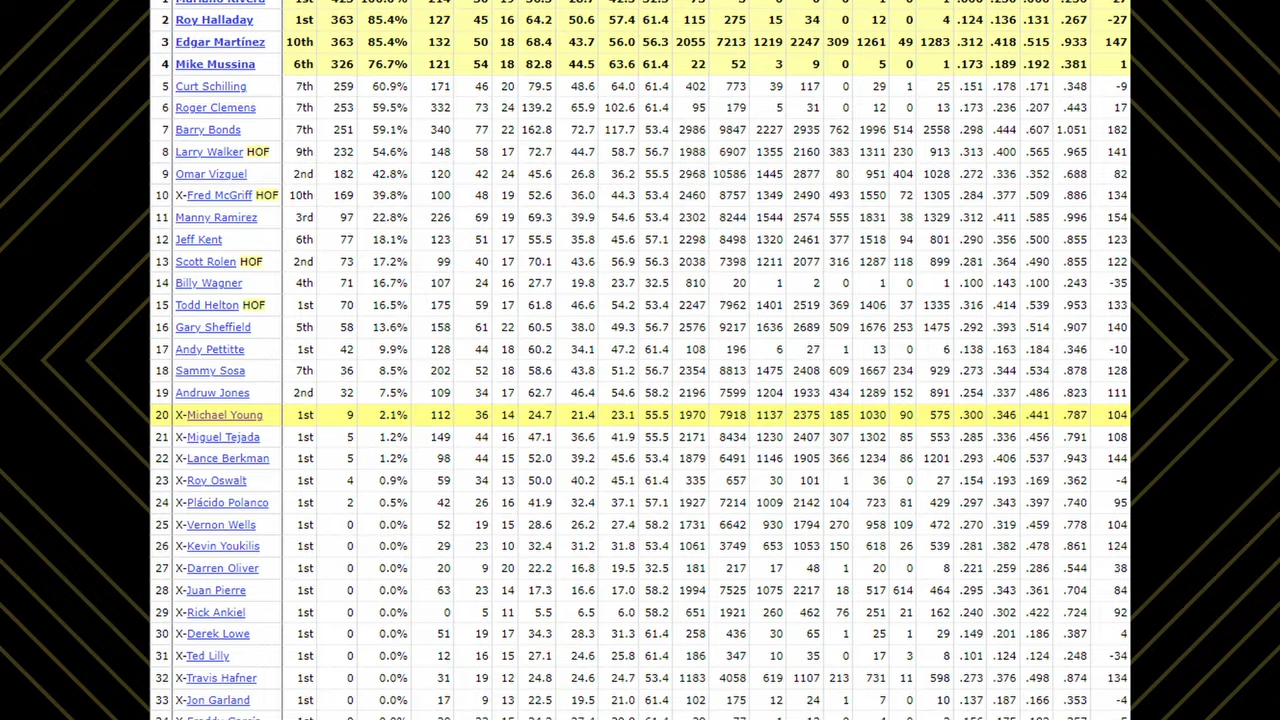 2 Roy Halladay 1st 363 85.4% 127 45 16 64.2 50.6 57.4 61.4 115 275 15 34 0 12 1 4 .124 .136 .131 .267 -27
3 Edgar Martínez 10th 363 85.4% 132 50 18 68.4 43.7 56.0 56.3 2055 7213 1219 2247 309 1261 49 1283 .312 .418 .515 .933 147
4 Mike Mussina 6th 326 76.7% 121 54 18 82.8 44.5 63.6 61.4 22 52 3 9 0 5 0 1 .173 .189 .192 .381 1
5 Curt Schilling 7th 259 60.9% 171 46 20 79.5 48.6 64.0 61.4 402 773 39 117 0 29 1 25 .151 .178 .171 .348 -9
6 Roger Clemens 7th 253 59.5% 332 73 24 139.2 65.9 102.6 61.4 95 179 5 31 0 12 0 13 .173 .236 .207 .443 17
7 Barry Bonds 7th 251 59.1% 340 77 22 162.8 72.7 117.7 53.4 2986 9847 2227 2935 762 1996 514 2558 .298 .444 .607 1.051 182
8 Larry Walker HOF 9th 232 54.6% 148 58 17 72.7 44.7 58.7 56.7 1988 6907 1355 2160 383 1311 230 913 .313 .400 .565 .965 141
9 Omar Vizquel 2nd 182 42.8% 120 42 24 45.6 26.8 36.2 55.5 2968 10586 1445 2877 80 951 404 1028 .272 .336 .352 .688 82
10 X-Fred McGriff HOF 10th 169 39.8% 100 48 19 52.6 36.0 44.3 53.4 2460 8757 1349 2490 493 1550 72 1305 .284 .377 .509 .886 134
11 Manny Ramirez 3rd 97 22.8% 226 69 19 69.3 39.9 54.6 53.4 2302 8244 1544 2574 555 1831 38 1329 .312 .411 .585 .996 154
12 Jeff Kent 6th 77 18.1% 123 51 17 55.5 35.8 45.6 57.1 2298 8498 1320 2461 377 1518 94 801 .290 .356 .500 .855 123
13 Scott Rolen HOF 2nd 73 17.2% 99 40 17 70.1 43.6 56.9 56.3 2038 7398 1211 2077 316 1287 118 899 .281 .364 .490 .855 122
14 Billy Wagner 4th 71 16.7% 107 24 16 27.7 19.8 23.7 32.5 810 20 1 2 0 1 0 1 .100 .143 .100 .243 -35
15 Todd Helton HOF 1st 70 16.5% 175 59 17 61.8 46.6 54.2 53.4 2247 7962 1401 2519 369 1406 37 1335 .316 .414 .539 .953 133
16 Gary Sheffield 5th 58 13.6% 158 61 22 60.5 38.0 49.3 56.7 2576 9217 1636 2689 509 1676 253 1475 .292 .393 .514 .907 140
17 Andy Pettitte 1st 42 9.9% 128 44 18 60.2 34.1 47.2 61.4 108 196 6 27 1 13 0 6 .138 .163 .184 .346 -10
18 Sammy Sosa 7th 36 8.5% 202 52 18 58.6 43.8 51.2 56.7 2354 8813 1475 2408 609 1667 234 929 .273 .344 .534 .878 128
19 Andruw Jones 2nd 32 7.5% 109 34 17 62.7 46.4 54.6 58.2 2196 7599 1204 1933 434 1289 152 891 .254 .337 .486 .823 111
20 X-Michael Young 1st 9 2.1% 112 36 14 24.7 21.4 23.1 55.5 1970 7918 1137 2375 185 1030 90 575 .300 .346 .441 .787 104
21 X-Miguel Tejada 1st 5 1.2% 149 44 16 47.1 36.6 41.9 55.5 2171 8434 1230 2407 307 1302 85 553 .285 .336 .456 .791 108
22 X-Lance Berkman 1st 5 1.2% 98 44 15 52.0 39.2 45.6 53.4 1879 6491 1146 1905 366 1234 86 1201 .293 .406 .537 .943 144
23 X-Roy Oswalt 1st 4 0.9% 59 34 13 50.0 40.2 45.1 61.4 335 657 30 101 1 36 0 27 .154 .193 .169 .362 -4
24 X-Plácido Polanco 1st 2 0.5% 42 26 16 41.9 32.4 37.1 57.1 1927 7214 1009 2142 104 723 81 429 .297 .343 .397 .740 95
25 X-Vernon Wells 1st 0 0.0% 52 19 15 28.6 26.2 27.4 58.2 1731 6642 930 1794 270 958 109 472 .270 .319 .459 .778 104
26 X-Kevin Youkilis 1st 0 0.0% 29 23 10 32.4 31.2 31.8 53.4 1061 3749 653 1053 150 618 26 539 .281 .382 .478 .861 124
27 X-Darren Oliver 1st 0 0.0% 20 9 20 22.2 16.8 19.5 32.5 181 217 17 48 1 20 0 8 .221 .259 .286 .544 38
28 X-Juan Pierre 1st 0 0.0% 63 23 14 17.3 16.6 17.0 58.2 1994 7525 1075 2217 18 517 614 464 .295 .343 .361 .704 84
29 X-Rick Ankiel 1st 0 0.0% 0 5 11 5.5 6.5 6.0 58.2 651 1921 260 462 76 251 21 162 .240 .302 .422 .724 92
30 X-Derek Lowe 1st 0 0.0% 51 19 17 34.3 28.3 31.3 61.4 258 436 30 65 1 25 1 29 .149 .201 .186 .387 4
31 X-Ted Lilly 1st 0 0.0% 12 16 15 27.1 24.6 25.8 61.4 186 347 10 35 0 17 0 8 .101 .124 .124 .248 -34
32 X-Travis Hafner 1st 0 0.0% 31 19 12 24.8 24.6 24.7 53.4 1183 4058 619 1107 213 731 11 598 .273 .376 .498 .874 134
33 X-Jon Garland 1st 0 0.0% 17 9 13 22.5 19.5 21.0 61.4 102 175 12 24 1 7 0 10 .137 .187 .166 .353 -4